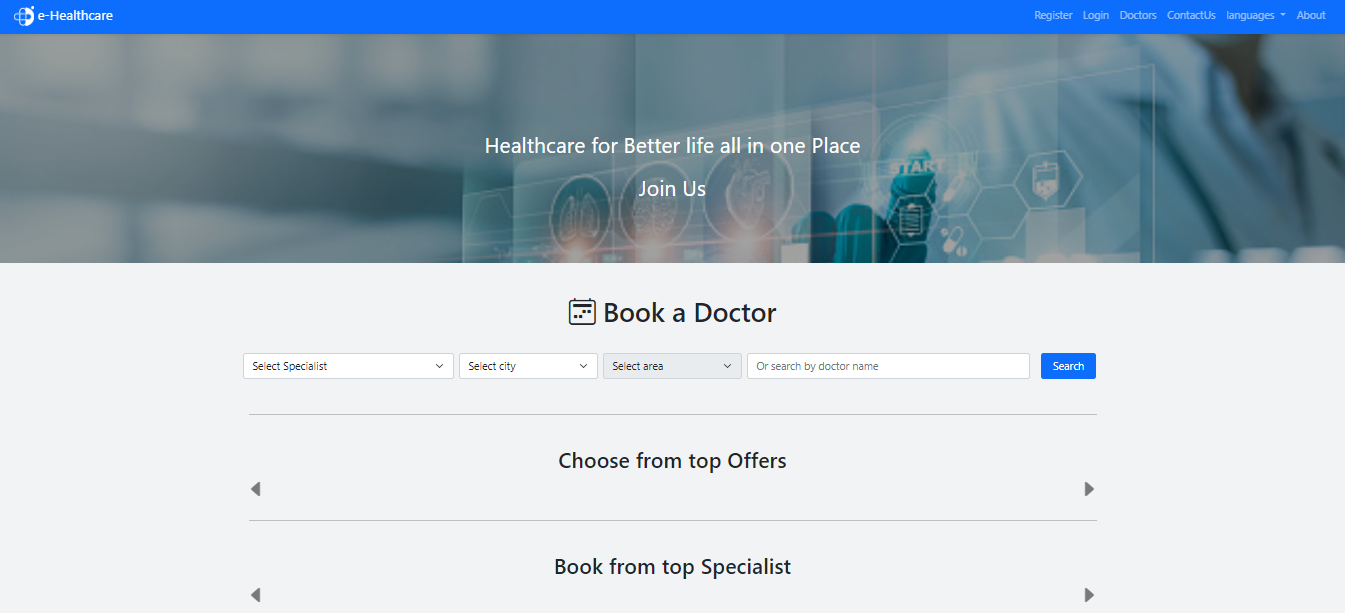 e-Healthcare
Register Login Doctors ContactUs languages About
START
Healthcare for Better life all in one Place
Join Us
Book a Doctor
Select Specialist Select city Select area Or search by doctor name Search
Choose from top Offers
Book from top Specialist